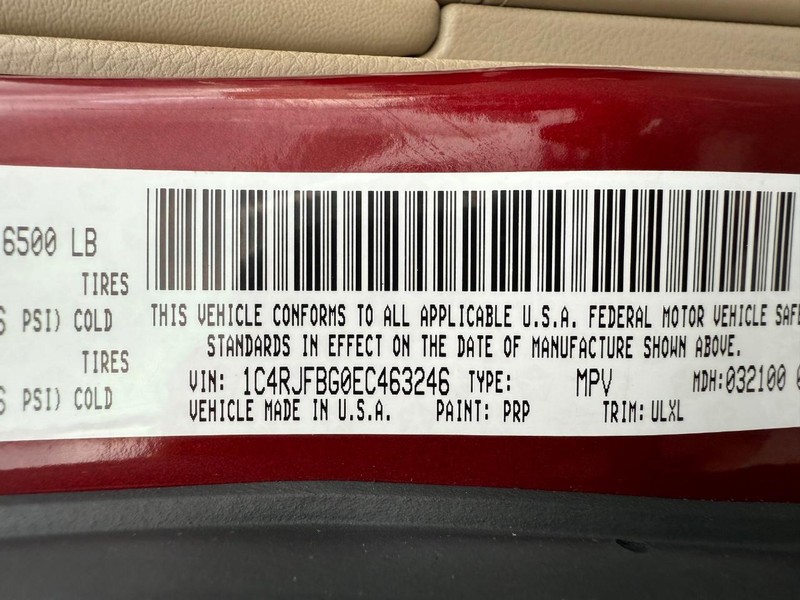 6500 LB
TIRES
PSI) COLD
TIRES
PSI) COLD
THIS VEHICLE CONFORMS TO ALL APPLICABLE U.S.A. FEDERAL MOTOR VEHICLE SAFE
STANDARDS IN EFFECT ON THE DATE OF MANUFACTURE SHOWN ABOVE.
VIN: 1C4RJFBG0EC463246 TYPE: MPV MDH:032100
VEHICLE MADE IN U.S.A. PAINT: PRP TRIM: ULXL